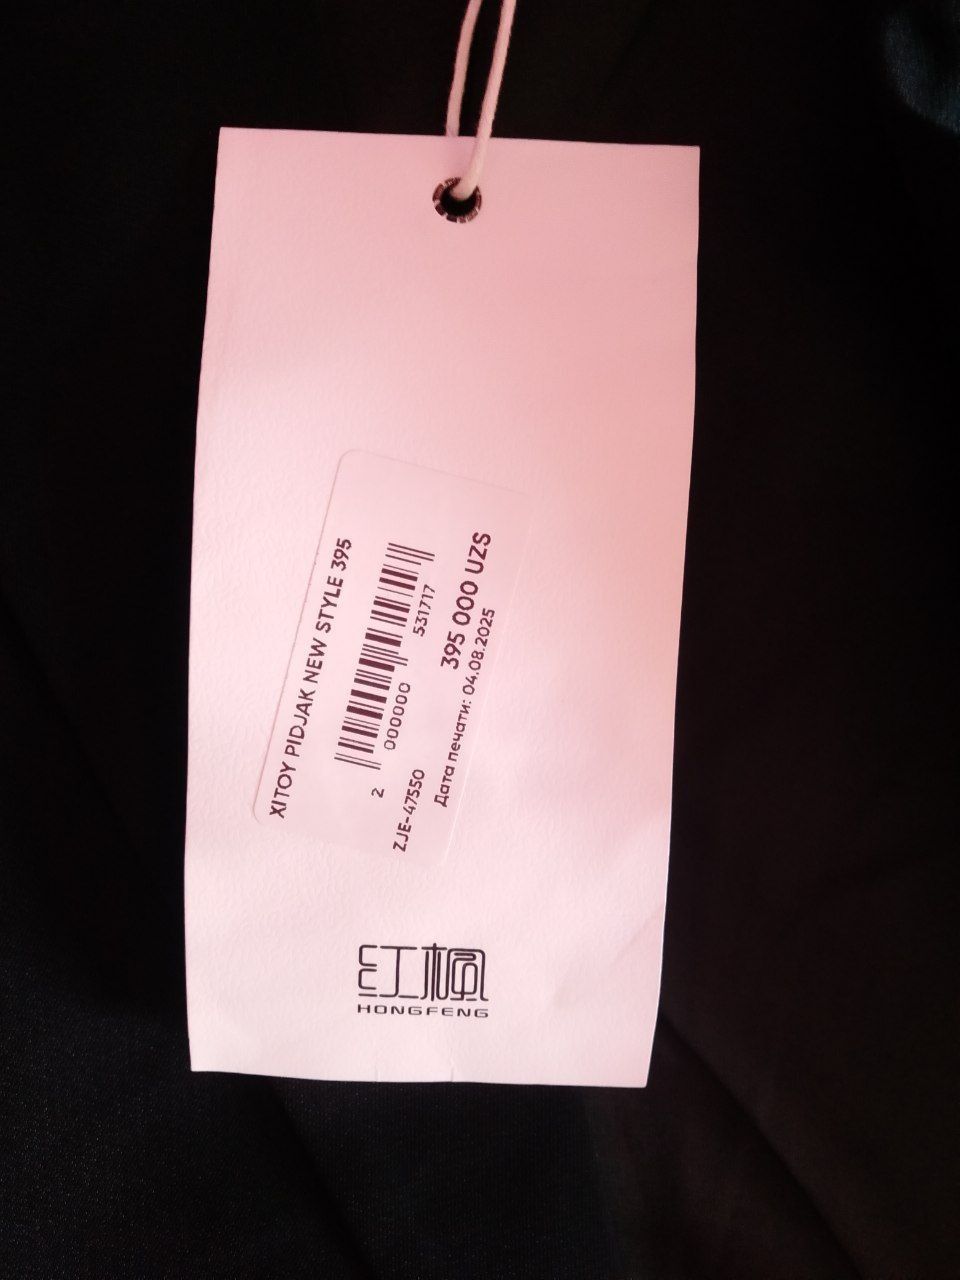 XITOY PIDJAK NEW STYLE 395
2 000000 531717
395 000 UZS
ZJE-47550
Дата печати: 04.08.2025
红枫
HONGFENG